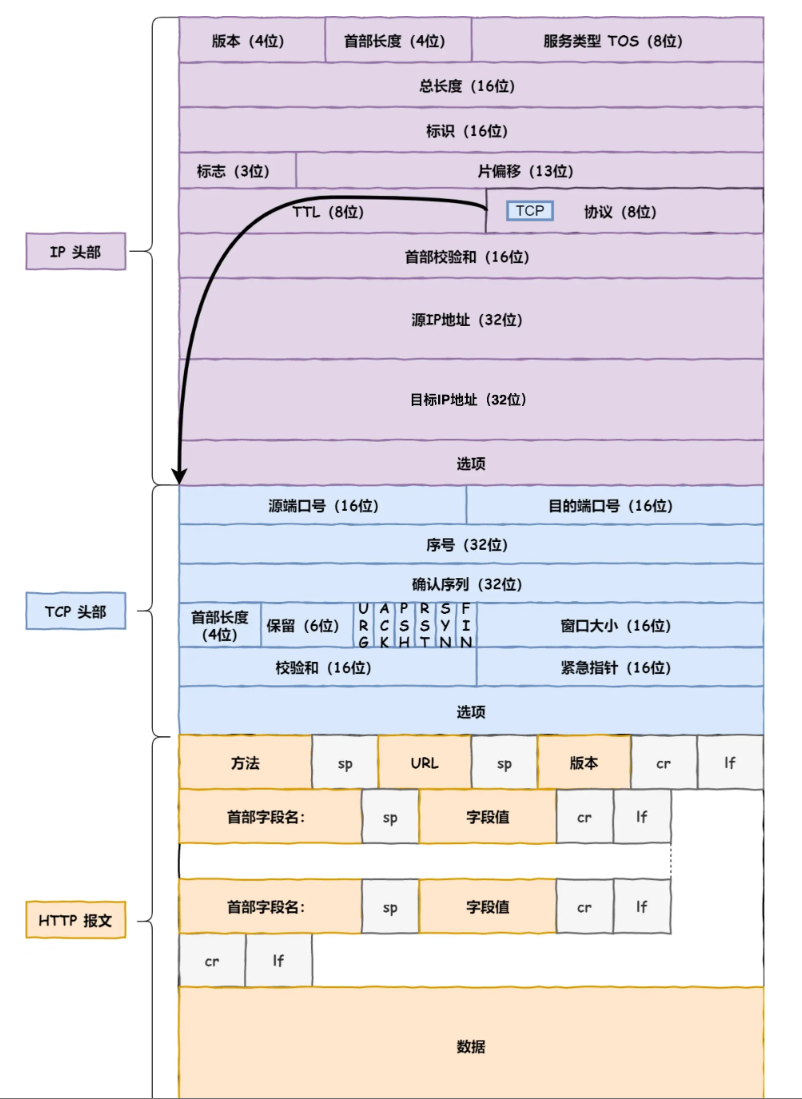 版本（4位） 首部长度（4位） 服务类型 TOS（8位）
总长度（16位）
标识（16位）
标志（3位） 片偏移（13位）
TTL（8位） TCP 协议（8位）
IP 头部
首部校验和（16位）
源IP地址（32位）
目标IP地址（32位）
选项
源端口号（16位） 目的端口号（16位）
序号（32位）
确认序列（32位）
TCP 头部
首部长度
（4位）
保留（6位） URG ACK PSH RST SYN FIN 窗口大小（16位）
校验和（16位） 紧急指针（16位）
选项
方法 sp URL sp 版本 cr lf
首部字段名： sp 字段值 cr lf
首部字段名： sp 字段值 cr lf
HTTP 报文
cr lf
数据